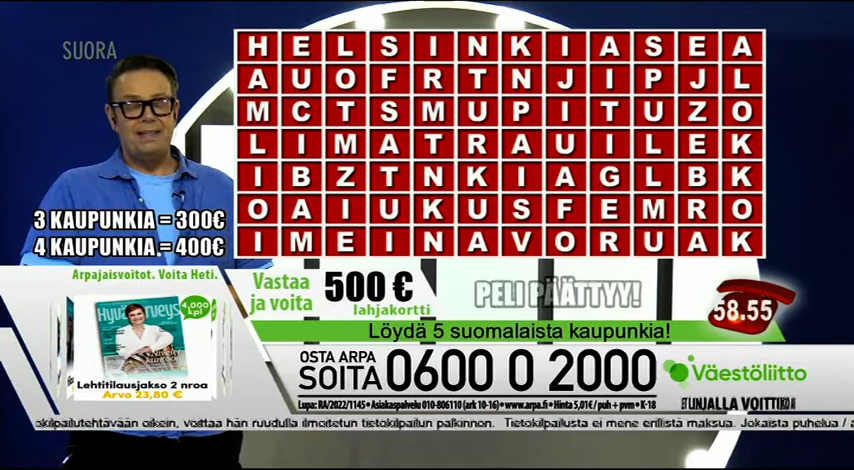 SUORA
H E L S I N K I A S E A
A U O F R T N J I P J L
M C T S M U P I T U Z O
L I M A T R A U I L E K
I B Z T N K I A G L B K
O A I U K U S F E M R O
I M E I N A V O R U A K
3 KAUPUNKIA = 300€
4 KAUPUNKIA = 400€
Arpajaisvoitot. Voita Heti.
4,000 kpl
Lehtitilausjakso 2 nroa
Arvo 23,80 €
Vastaa ja voita
500 €
lahjakortti
PELI PÄÄTTYY!
58.55
Löydä 5 suomalaista kaupunkia!
OSTA ARPA
SOITA 0600 0 2000
Väestöliitto
Lupa: RA/2022/1145 • Asiakaspalvelu 010-806110 (ark 10-16) • www.arpa.fi • Hinta 5,01€ / puh + pvm • K-18
okilpailutehtävään oikein, voittaa hän ruudulla ilmoitetun tietokilpailun palkinnon. Tietokilpailusta ei mene erillistä maksua. Jokaista puhelua / a